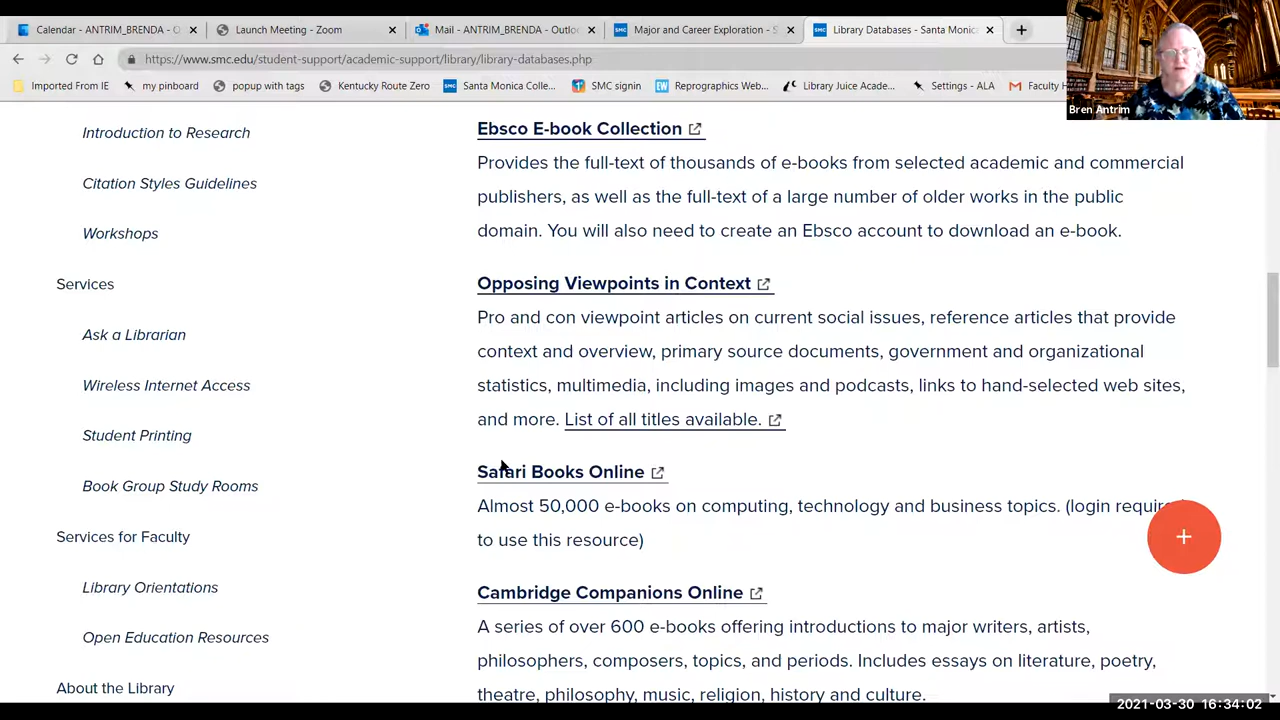 Calendar - ANTRIM_BRENDA - O
Launch Meeting - Zoom
Mail - ANTRIM_BRENDA - Outloo
Major and Career Exploration - S
Library Databases - Santa Monic
https://www.smc.edu/student-support/academic-support/library/library-databases.php
Imported From IE
my pinboard
popup with tags
Santa Monica Colle...
SMC signin
Reprographics Web...
Library Juice Acade...
Settings - ALA
Faculty
Bren Antrim
Introduction to Research
Citation Styles Guidelines
Workshops
Services
Ask a Librarian
Wireless Internet Access
Student Printing
Book Group Study Rooms
Services for Faculty
Library Orientations
Open Education Resources
About the Library
Ebsco E-book Collection
Provides the full-text of thousands of e-books from selected academic and commercial
publishers, as well as the full-text of a large number of older works in the public
domain. You will also need to create an Ebsco account to download an e-book.
Opposing Viewpoints in Context
Pro and con viewpoint articles on current social issues, reference articles that provide
context and overview, primary source documents, government and organizational
statistics, multimedia, including images and podcasts, links to hand-selected web sites,
and more. List of all titles available.
Safari Books Online
Almost 50,000 e-books on computing, technology and business topics. (login require
to use this resource)
Cambridge Companions Online
A series of over 600 e-books offering introductions to major writers, artists,
philosophers, composers, topics, and periods. Includes essays on literature, poetry,
theatre, philosophy, music, religion, history and culture.
2021-03-30 16:34:02